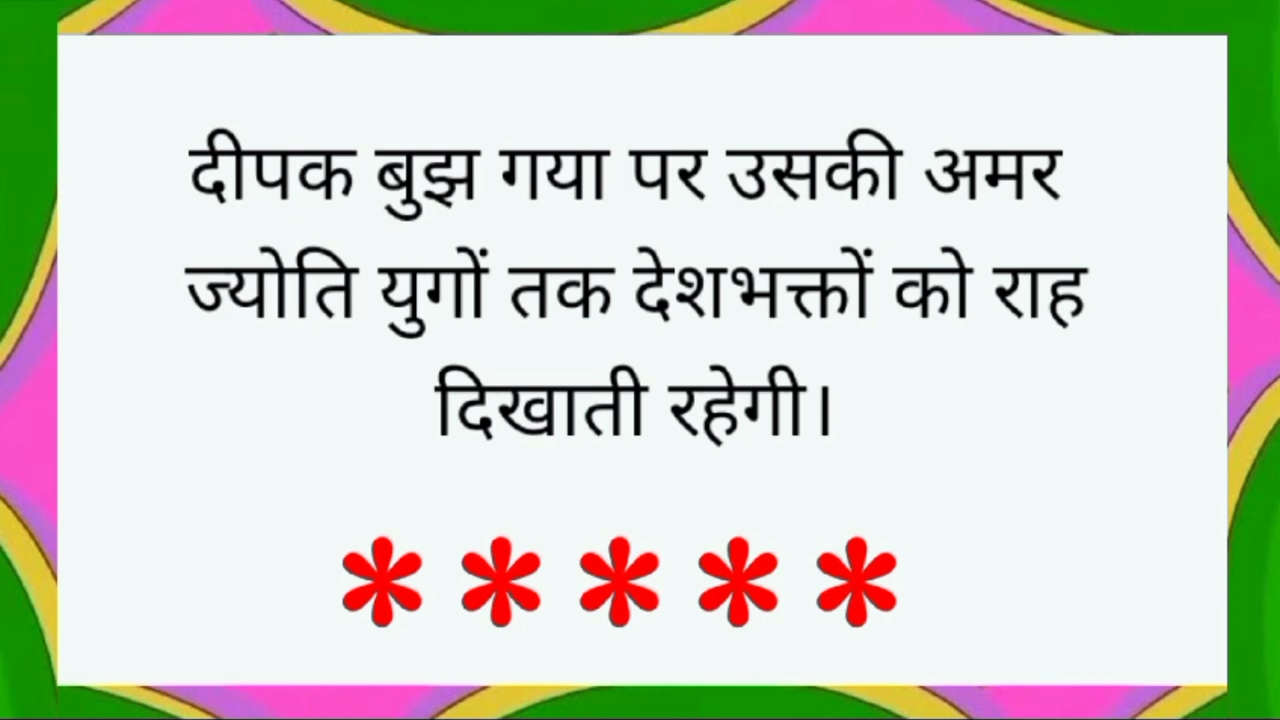 दीपक बुझ गया पर उसकी अमर
ज्योति युगों तक देशभक्तों को राह
दिखाती रहेगी।
*****